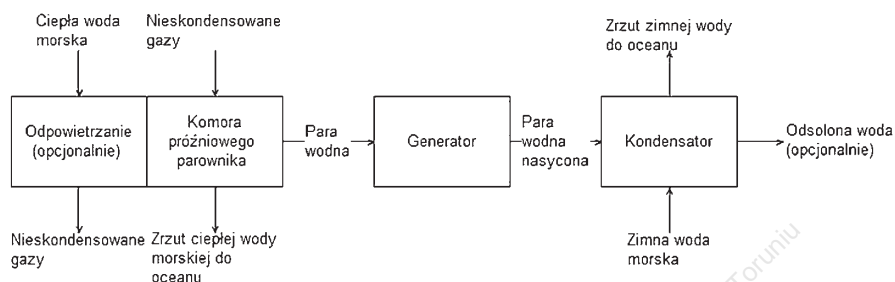 Ciepła woda
morska
Nieskondensowane
gazy
Zrzut zimnej wody
do oceanu
Odpowietrzanie
(opcjonalnie)
Komora
próżniowego
parownika
Para
wodna
Generator
Para
wodna
nasycona
Kondensator
Odsolona woda
(opcjonalnie)
Nieskondensowane
gazy
Zrzut ciepłej wody
morskiej do
oceanu
Zimna woda
morska
Toruniu